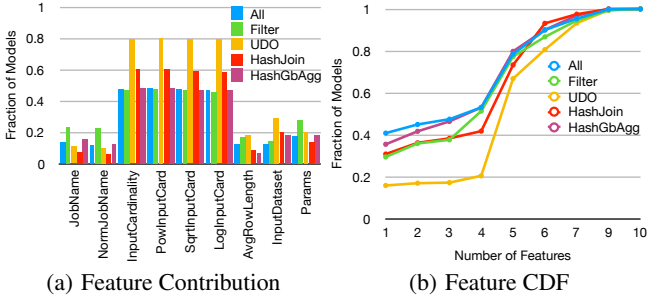 Fraction of Models
1
0.8
0.6
0.4
0.2
0
All
Filter
UDO
HashJoin
HashGbAgg
JobName
NormJobName
InputCardinality
PowInputCard
SqrtInputCard
LogInputCard
AvgRowLength
InputDataset
Params
(a) Feature Contribution
Fraction of Models
1
0.8
0.6
0.4
0.2
0
All
Filter
UDO
HashJoin
HashGbAgg
1 2 3 4 5 6 7 8 9 10
Number of Features
(b) Feature CDF